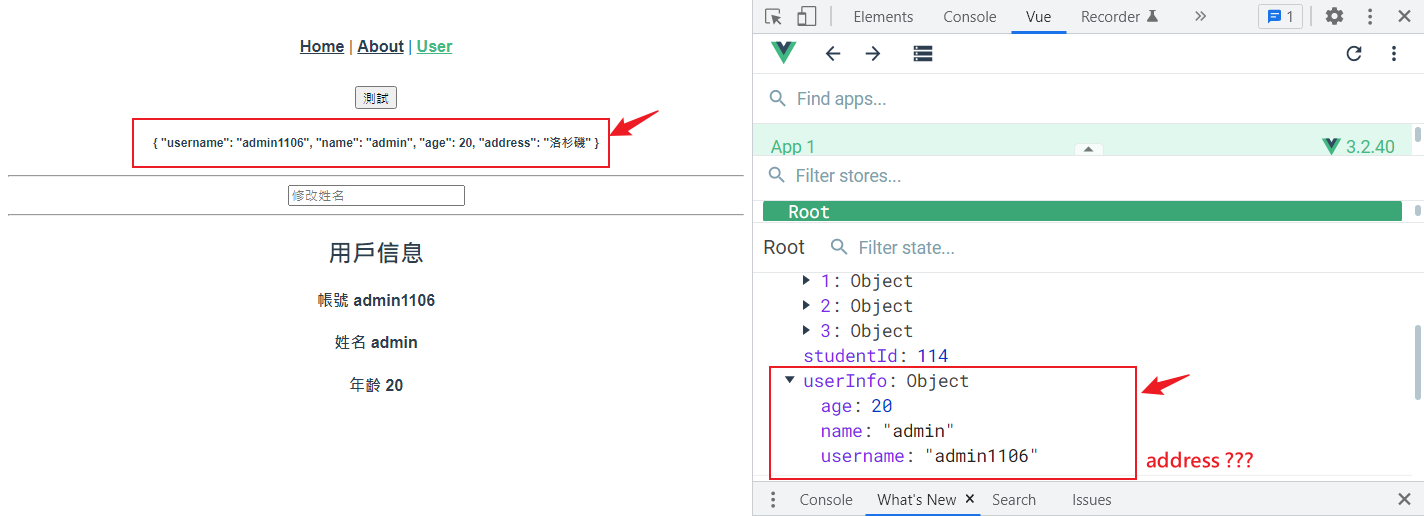 Home | About | User
測試
{ "username": "admin1106", "name": "admin", "age": 20, "address": "洛杉磯" }
修改姓名
用戶信息
帳號 admin1106
姓名 admin
年齡 20
Elements Console Vue Recorder 1
Find apps...
App 1 3.2.40
Filter stores...
Root
Root Filter state...
1: Object
2: Object
3: Object
studentId: 114
userInfo: Object
age: 20
name: "admin"
username: "admin1106"
address ???
Console What's New Search Issues